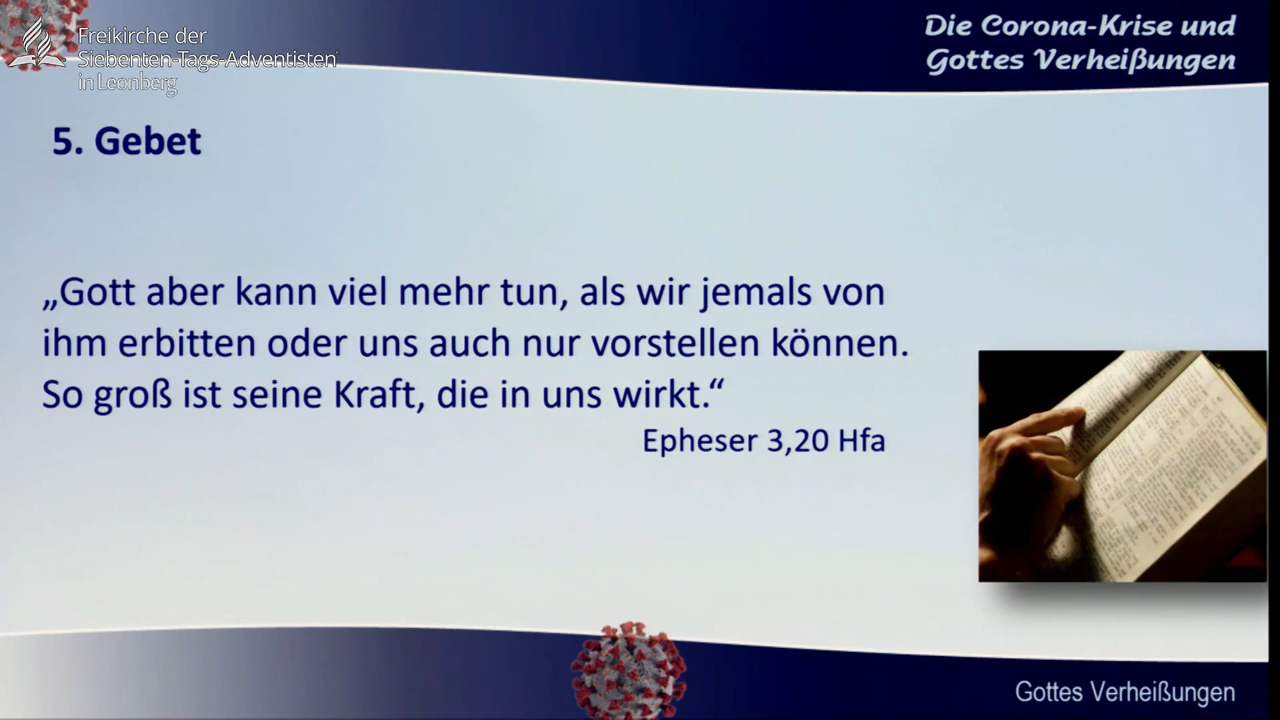 Freikirche der
Siebenten-Tags-Adventisten
in Leonberg
Die Corona-Krise und
Gottes Verheißungen
5. Gebet
„Gott aber kann viel mehr tun, als wir jemals von
ihm erbitten oder uns auch nur vorstellen können.
So groß ist seine Kraft, die in uns wirkt.“
Epheser 3,20 Hfa
Gottes Verheißungen